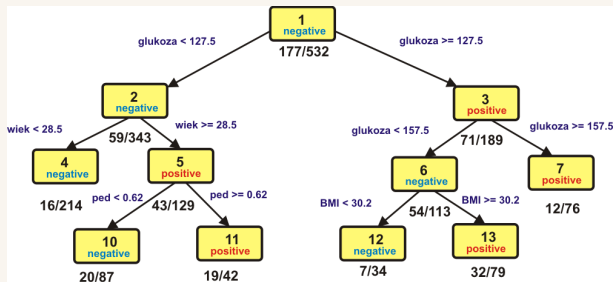 1
negative
glukoza < 127.5
glukoza >= 127.5
177/532
2
negative
3
positive
wiek < 28.5
59/343
wiek >= 28.5
glukoza < 157.5
71/189
glukoza >= 157.5
4
negative
5
positive
6
negative
7
positive
16/214
ped < 0.62
43/129
ped >= 0.62
BMI < 30.2
54/113
BMI >= 30.2
12/76
10
negative
11
positive
12
negative
13
positive
20/87
19/42
7/34
32/79